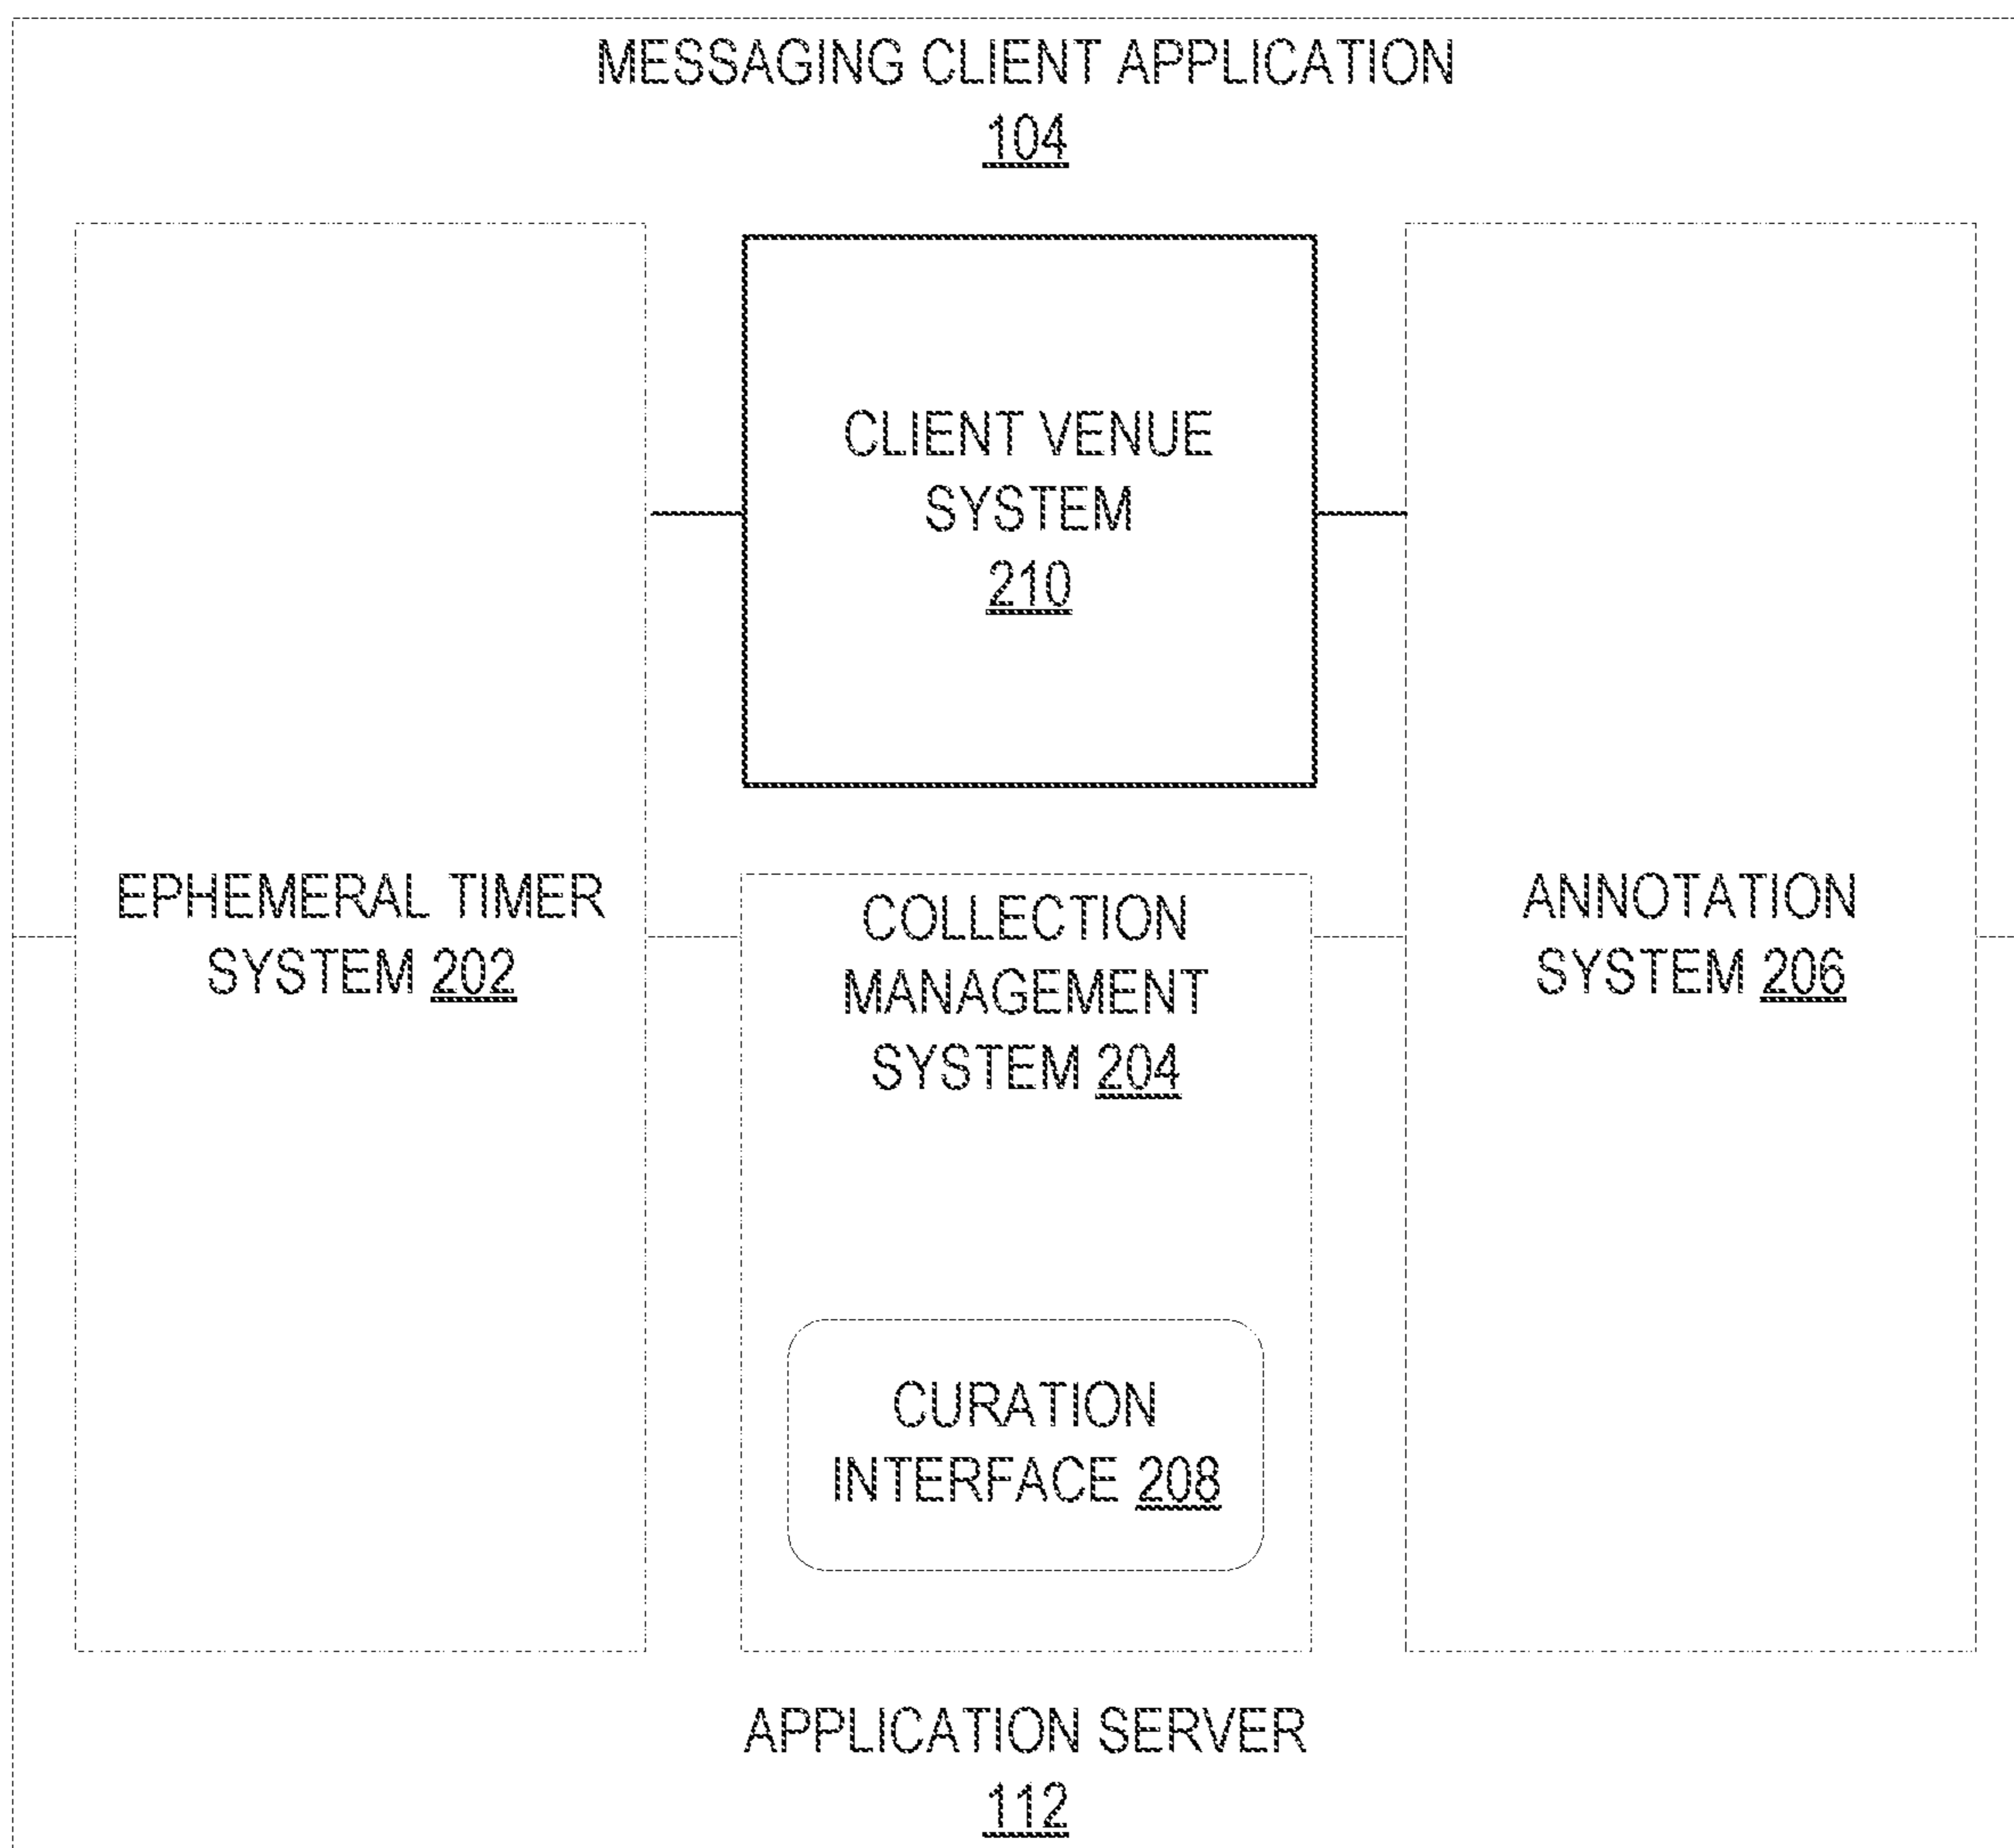 MESSAGING CLIENT APPLICATION
104
CLIENT VENUE
SYSTEM
210
EPHEMERAL TIMER
SYSTEM 202
COLLECTION
MANAGEMENT
SYSTEM 204
ANNOTATION
SYSTEM 206
CURATION
INTERFACE 208
APPLICATION SERVER
112